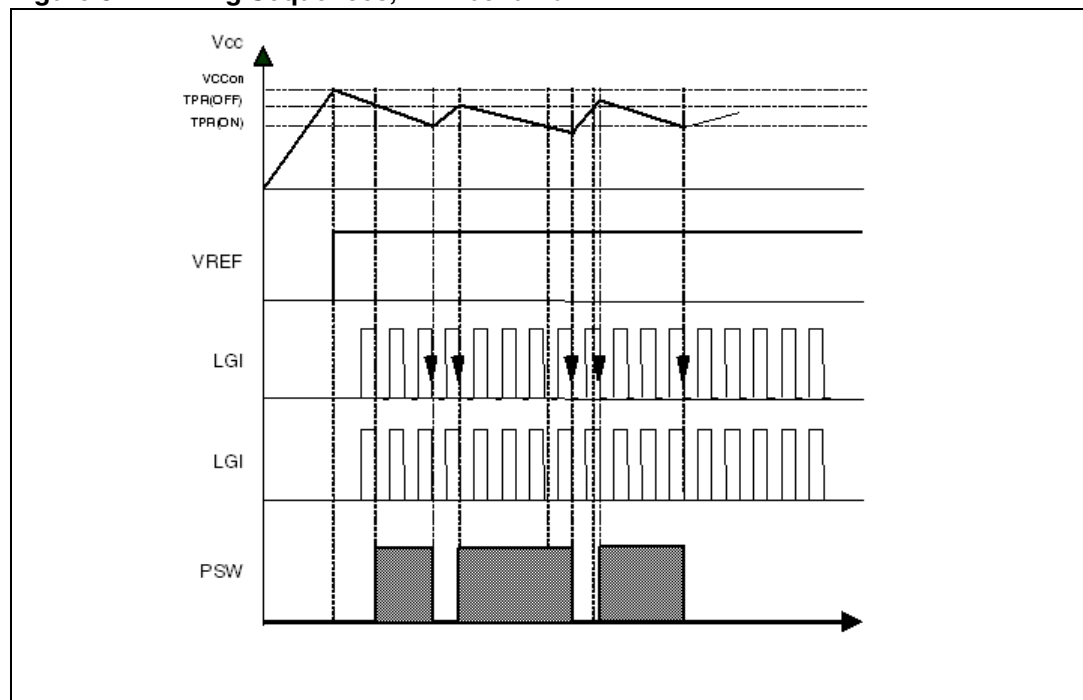 Vcc
VCCon
TPR(OFF)
TPR(ON)
VREF
LGI
LGI
PSW